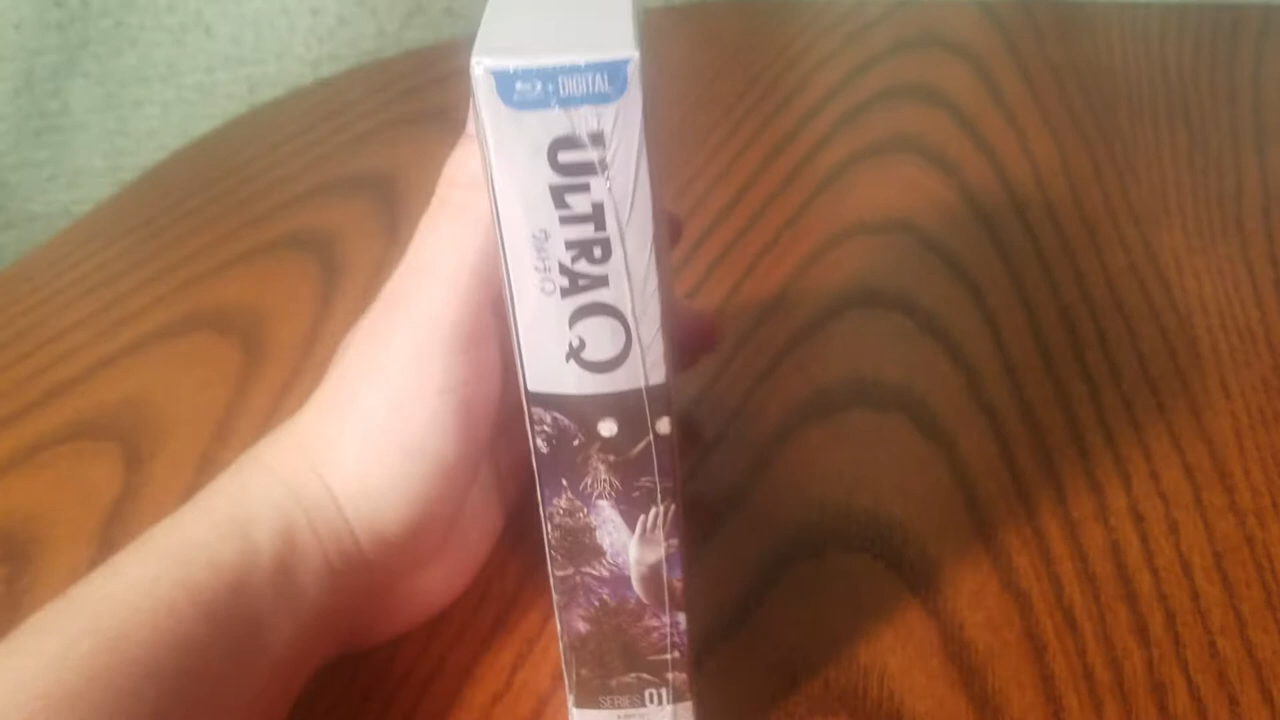 + DIGITAL
ULTRA Q
ウルトラQ
SERIES 01